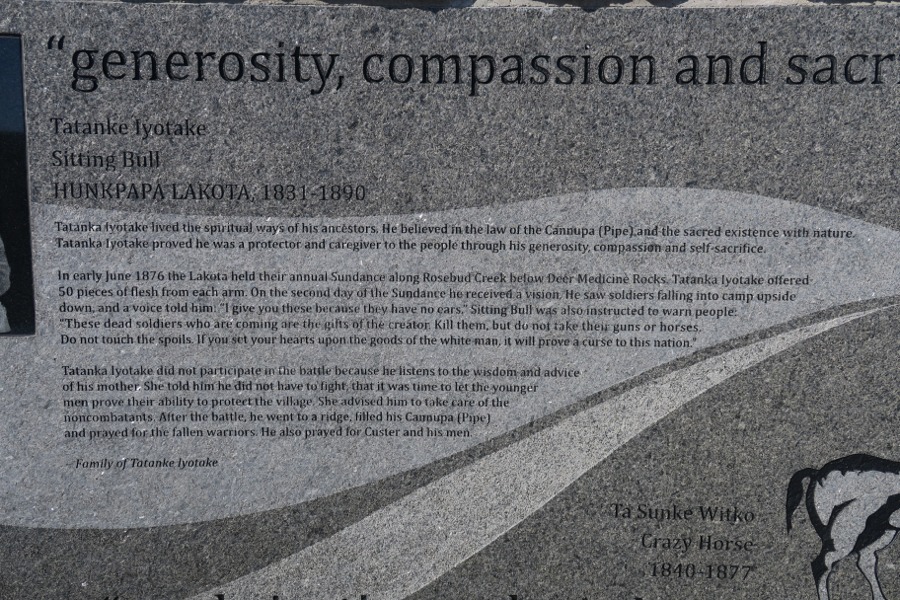 "generosity, compassion and sacr
Tatanke Iyotake
Sitting Bull
HUNKPAPA LAKOTA, 1831-1890
Tatanka Iyotake lived the spiritual ways of his ancestors. He believed in the law of the Cannupa (Pipe) and the sacred existence with nature.
Tatanka Iyotake proved he was a protector and caregiver to the people through his generosity, compassion and self-sacrifice.
In early June 1876 the Lakota held their annual Sundance along Rosebud Creek below Deer Medicine Rocks. Tatanka Iyotake offered
50 pieces of flesh from each arm. On the second day of the Sundance he received a vision. He saw soldiers falling into camp upside
down, and a voice told him: "I give you these because they have no ears." Sitting Bull was also instructed to warn people:
"These dead soldiers who are coming are the gifts of the creator. Kill them, but do not take their guns or horses.
Do not touch the spoils. If you set your hearts upon the goods of the white man, it will prove a curse to this nation."
Tatanka Iyotake did not participate in the battle because he listens to the wisdom and advice
of his mother. She told him he did not have to fight, that it was time to let the younger
men prove their ability to protect the village. She advised him to take care of the
noncombatants. After the battle, he went to a ridge, filled his Cannupa (Pipe)
and prayed for the fallen warriors. He also prayed for Custer and his men.
- Family of Tatanke Iyotake
Ta Sunke Witko
Crazy Horse
1840-1877